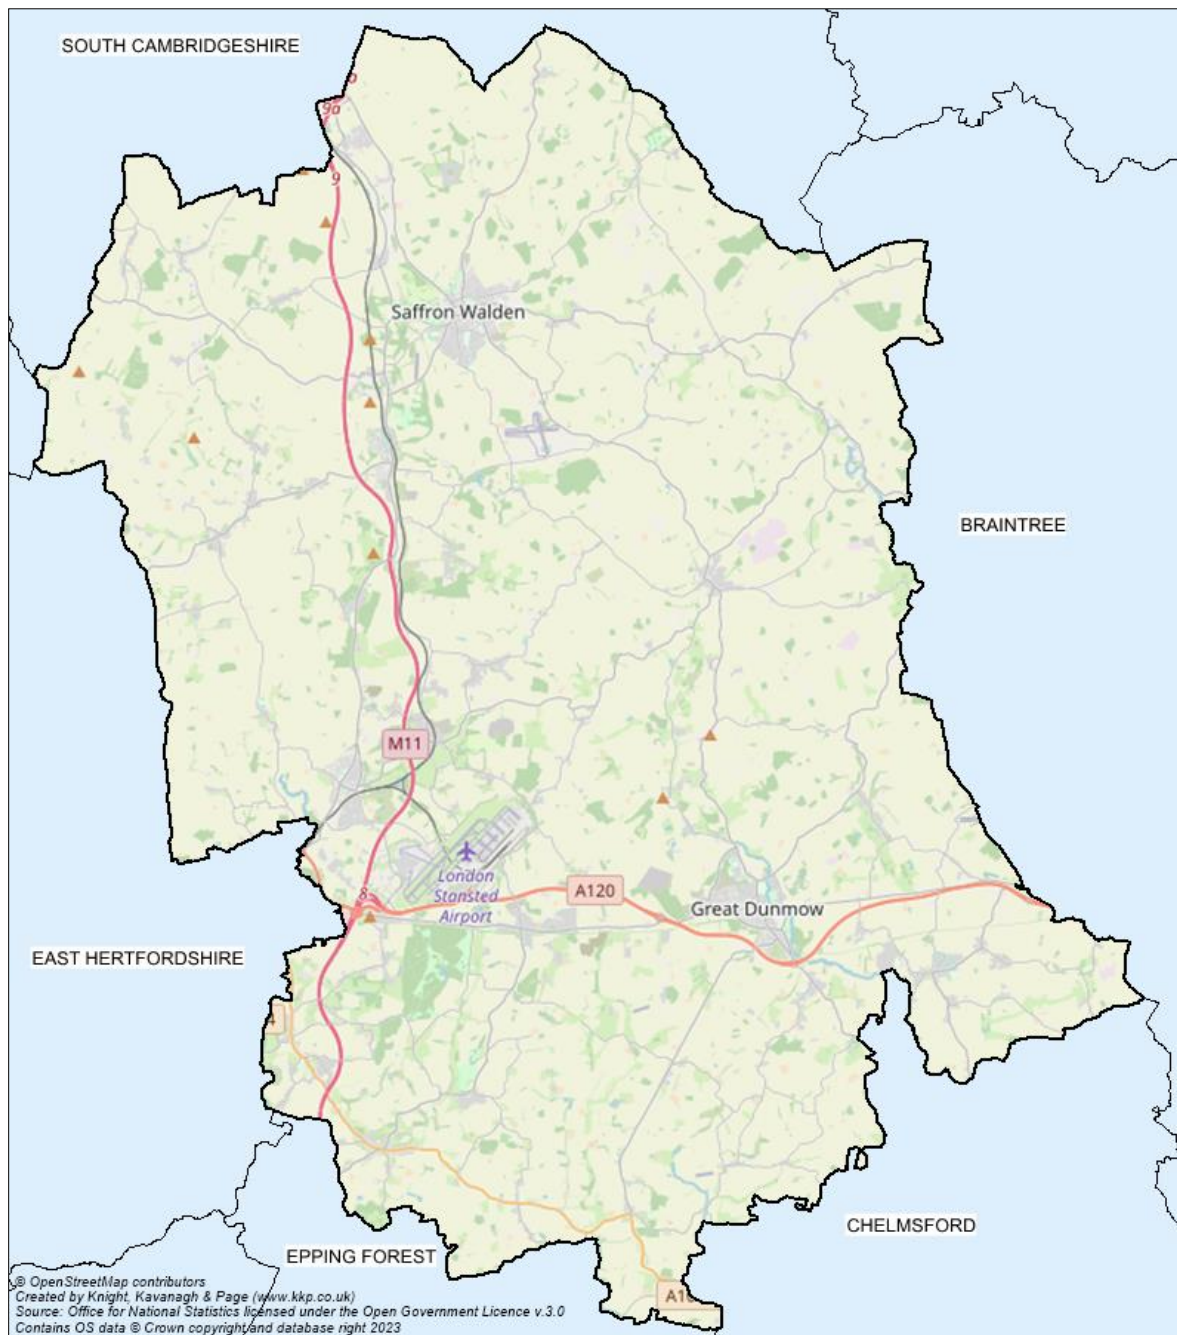 SOUTH CAMBRIDGESHIRE
9a
9
Saffron Walden
BRAINTREE
M11
8
London
Stansted
Airport
A120
Great Dunmow
EAST HERTFORDSHIRE
CHELMSFORD
EPPING FOREST
© OpenStreetMap contributors
Created by Knight, Kavanagh & Page (www.kkp.co.uk)
Source: Office for National Statistics licensed under the Open Government Licence v.3.0
Contains OS data © Crown copyright and database right 2023